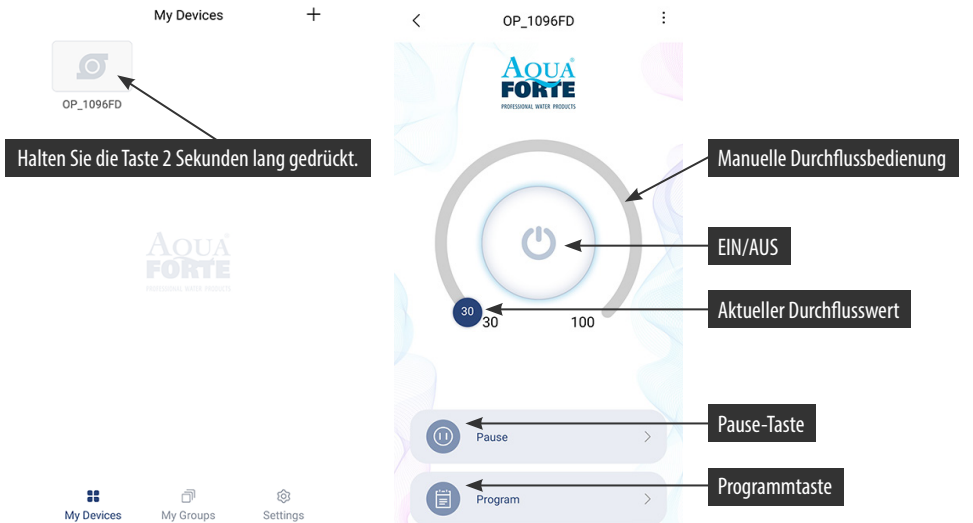 My Devices
+
OP_1096FD
Halten Sie die Taste 2 Sekunden lang gedrückt.
AQUA
FORTE
PROFESSIONAL WATER PRODUCTS
My Devices
My Groups
Settings
OP_1096FD
AQUA
FORTE
PROFESSIONAL WATER PRODUCTS
Manuelle Durchflussbedienung
EIN/AUS
30
30
100
Aktueller Durchflusswert
Pause
Pause-Taste
Program
Programmtaste